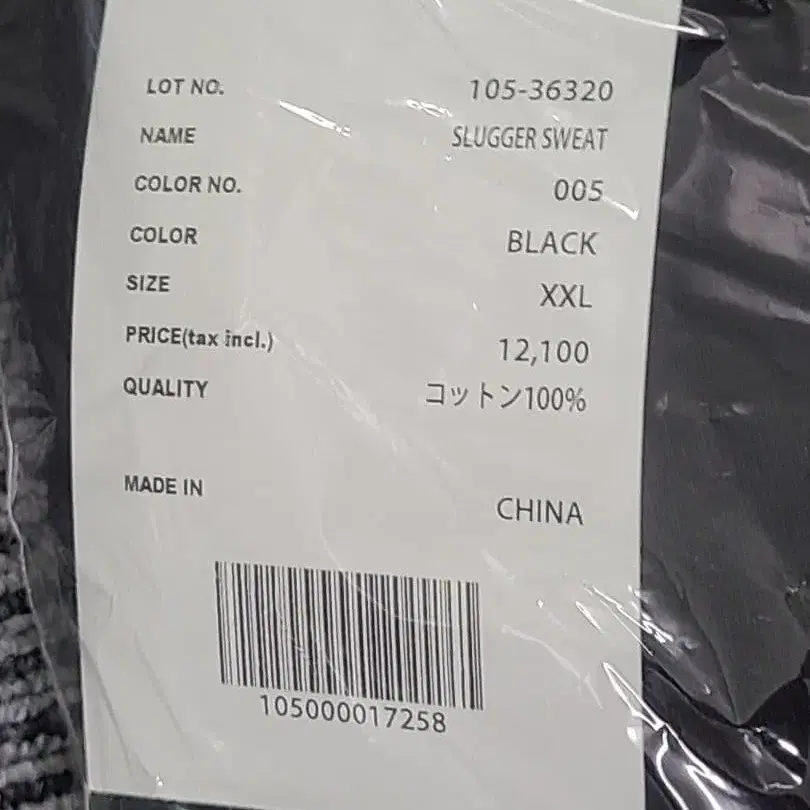 LOT NO. 105-36320
NAME SLUGGER SWEAT
COLOR NO. 005
COLOR BLACK
SIZE XXL
PRICE(tax incl.) 12,100
QUALITY コットン100%
MADE IN CHINA
105000017258